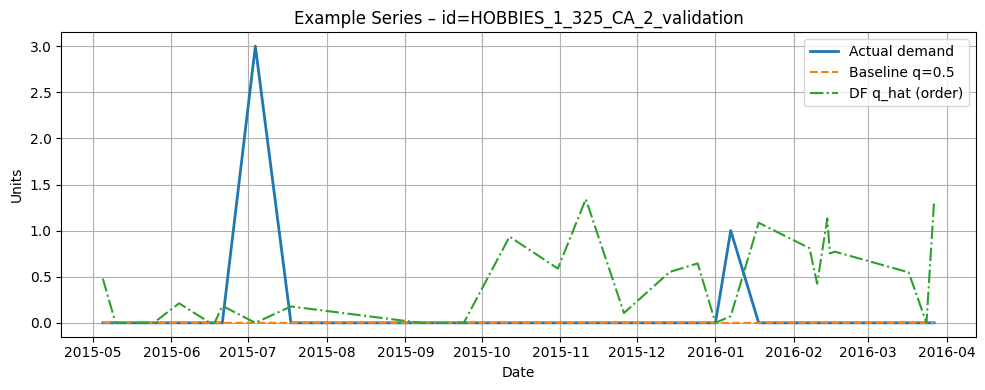 Example Series – id=HOBBIES_1_325_CA_2_validation
Actual demand
Baseline q=0.5
DF q_hat (order)
Units
3.0
2.5
2.0
1.5
1.0
0.5
0.0
2015-05 2015-06 2015-07 2015-08 2015-09 2015-10 2015-11 2015-12 2016-01 2016-02 2016-03 2016-04
Date